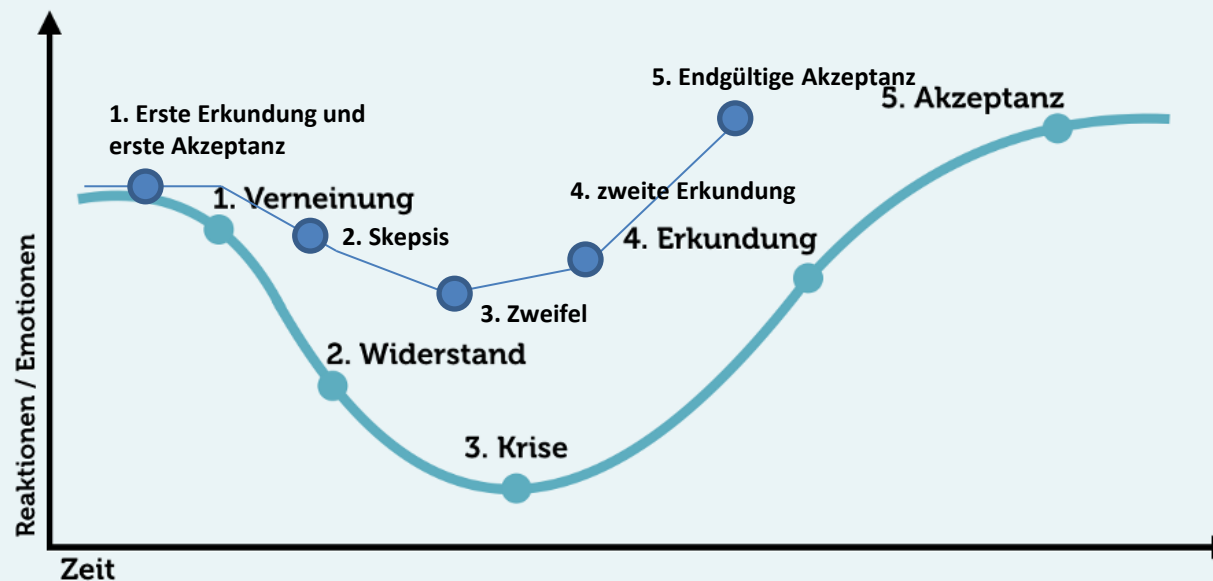 5. Endgültige Akzeptanz
5. Akzeptanz
1. Erste Erkundung und
erste Akzeptanz
1. Verneinung
4. zweite Erkundung
2. Skepsis
4. Erkundung
3. Zweifel
2. Widerstand
3. Krise
Reaktionen / Emotionen
Zeit